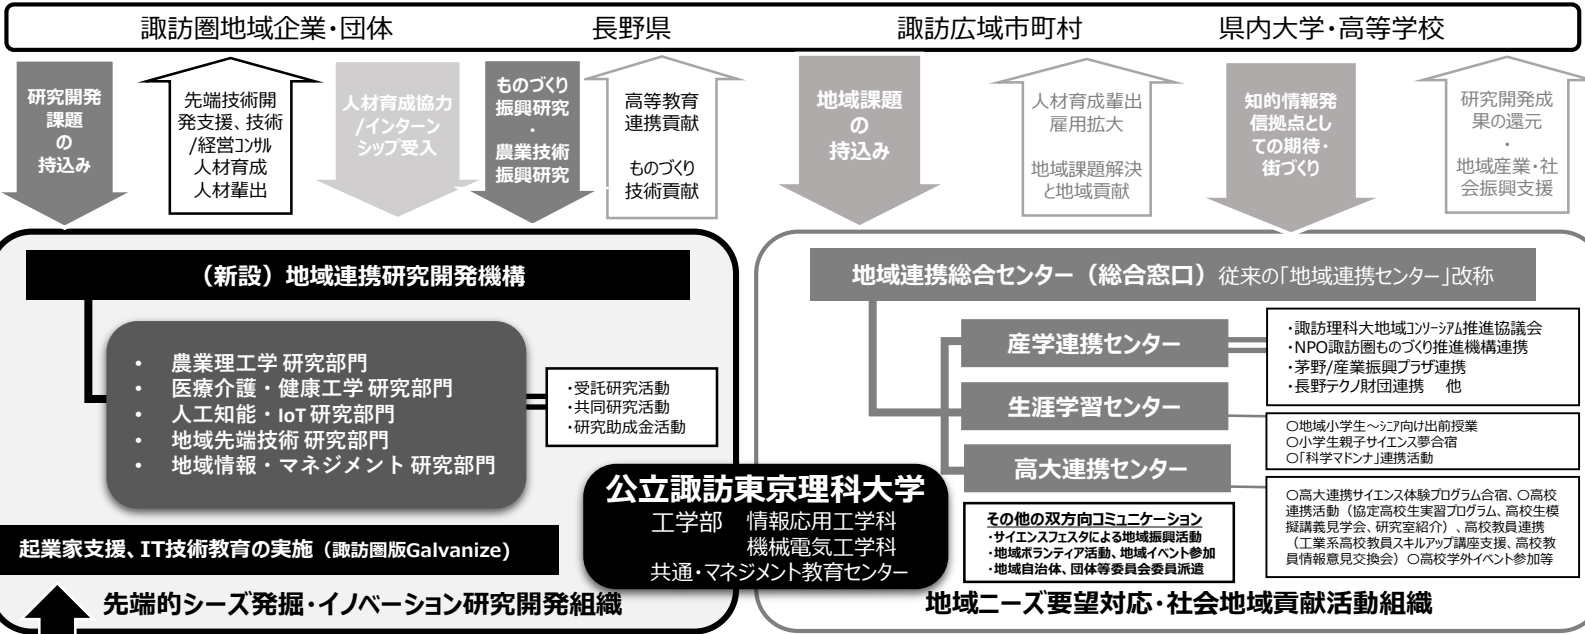 諏訪圏地域企業・団体
長野県
諏訪広域市町村
県内大学・高等学校
研究開発
課題
の
持込み
先端技術開
発支援、技術
/経営コンサル
人材育成
人材輩出
人材育成協力
/インターン
シップ受入
ものづくり
振興研究
・
農業技術
振興研究
高等教育
連携貢献
ものづくり
技術貢献
地域課題
の
持込み
人材育成輩出
雇用拡大
地域課題解決
と地域貢献
知的情報発
信拠点とし
ての期待・
街づくり
研究開発成
果の還元
・
地域産業・社
会振興支援
（新設）地域連携研究開発機構
• 農業理工学 研究部門
• 医療介護・健康工学 研究部門
• 人工知能・IoT 研究部門
• 地域先端技術 研究部門
• 地域情報・マネジメント 研究部門
・受託研究活動
・共同研究活動
・研究助成金活動
起業家支援、IT技術教育の実施（諏訪圏版Galvanize)
先端的シーズ発掘・イノベーション研究開発組織
公立諏訪東京理科大学
工学部 情報応用工学科
機械電気工学科
共通・マネジメント教育センター
地域連携総合センター（総合窓口）従来の「地域連携センター」改称
産学連携センター
・諏訪理科大地域コンソーシアム推進協議会
・NPO諏訪圏ものづくり推進機構連携
・茅野/産業振興プラザ連携
・長野テクノ財団連携 他
生涯学習センター
○地域小学生～シニア向け出前授業
○小学生親子サイエンス夢合宿
○「科学マドンナ」連携活動
高大連携センター
○高大連携サイエンス体験プログラム合宿、○高校
連携活動（協定高校生実習プログラム、高校生模
擬講義見学会、研究室紹介）、高校教員連携
（工業系高校教員スキルアップ講座支援、高校教
員情報意見交換会）○高校学外イベント参加等
その他の双方向コミュニケーション
・サイエンスフェスタによる地域振興活動
・地域ボランティア活動、地域イベント参加
・地域自治体、団体等委員会委員派遣
地域ニーズ要望対応・社会地域貢献活動組織